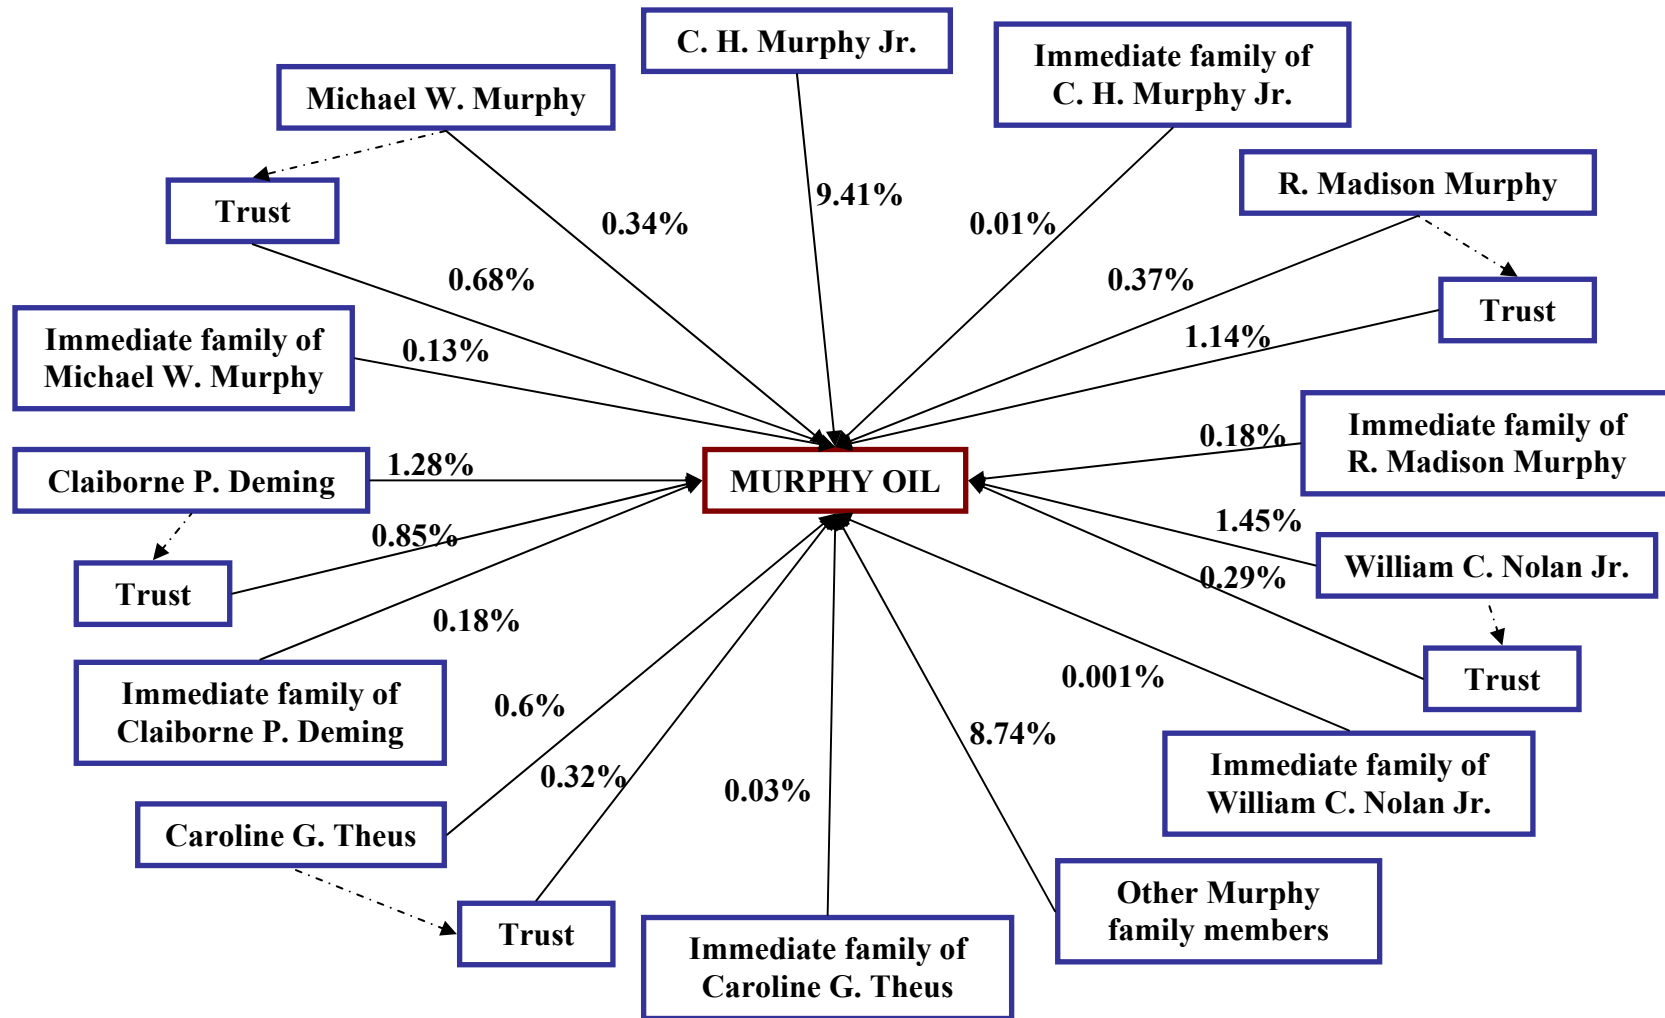 C. H. Murphy Jr.
Immediate family of
C. H. Murphy Jr.
Michael W. Murphy
R. Madison Murphy
Trust
9.41%
0.34%
0.01%
0.68%
0.37%
Trust
Immediate family of
Michael W. Murphy
0.13%
1.14%
Immediate family of
R. Madison Murphy
0.18%
Claiborne P. Deming
1.28%
MURPHY OIL
1.45%
0.85%
William C. Nolan Jr.
0.29%
Trust
0.18%
Trust
Immediate family of
Claiborne P. Deming
0.6%
0.001%
8.74%
0.32%
0.03%
Immediate family of
William C. Nolan Jr.
Caroline G. Theus
Other Murphy
family members
Trust
Immediate family of
Caroline G. Theus